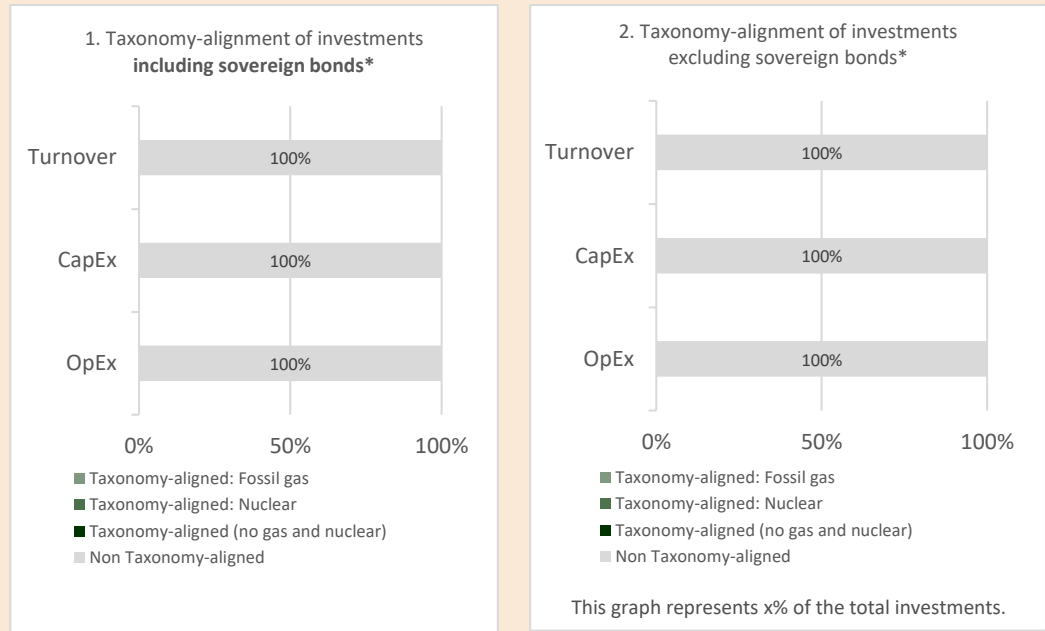 1. Taxonomy-alignment of investments
including sovereign bonds*
Turnover
100%
CapEx
100%
OpEx
100%
0%
50%
100%
Taxonomy-aligned: Fossil gas
Taxonomy-aligned: Nuclear
Taxonomy-aligned (no gas and nuclear)
Non Taxonomy-aligned
2. Taxonomy-alignment of investments
excluding sovereign bonds*
Turnover
100%
CapEx
100%
OpEx
100%
0%
50%
100%
Taxonomy-aligned: Fossil gas
Taxonomy-aligned: Nuclear
Taxonomy-aligned (no gas and nuclear)
Non Taxonomy-aligned
This graph represents x% of the total investments.